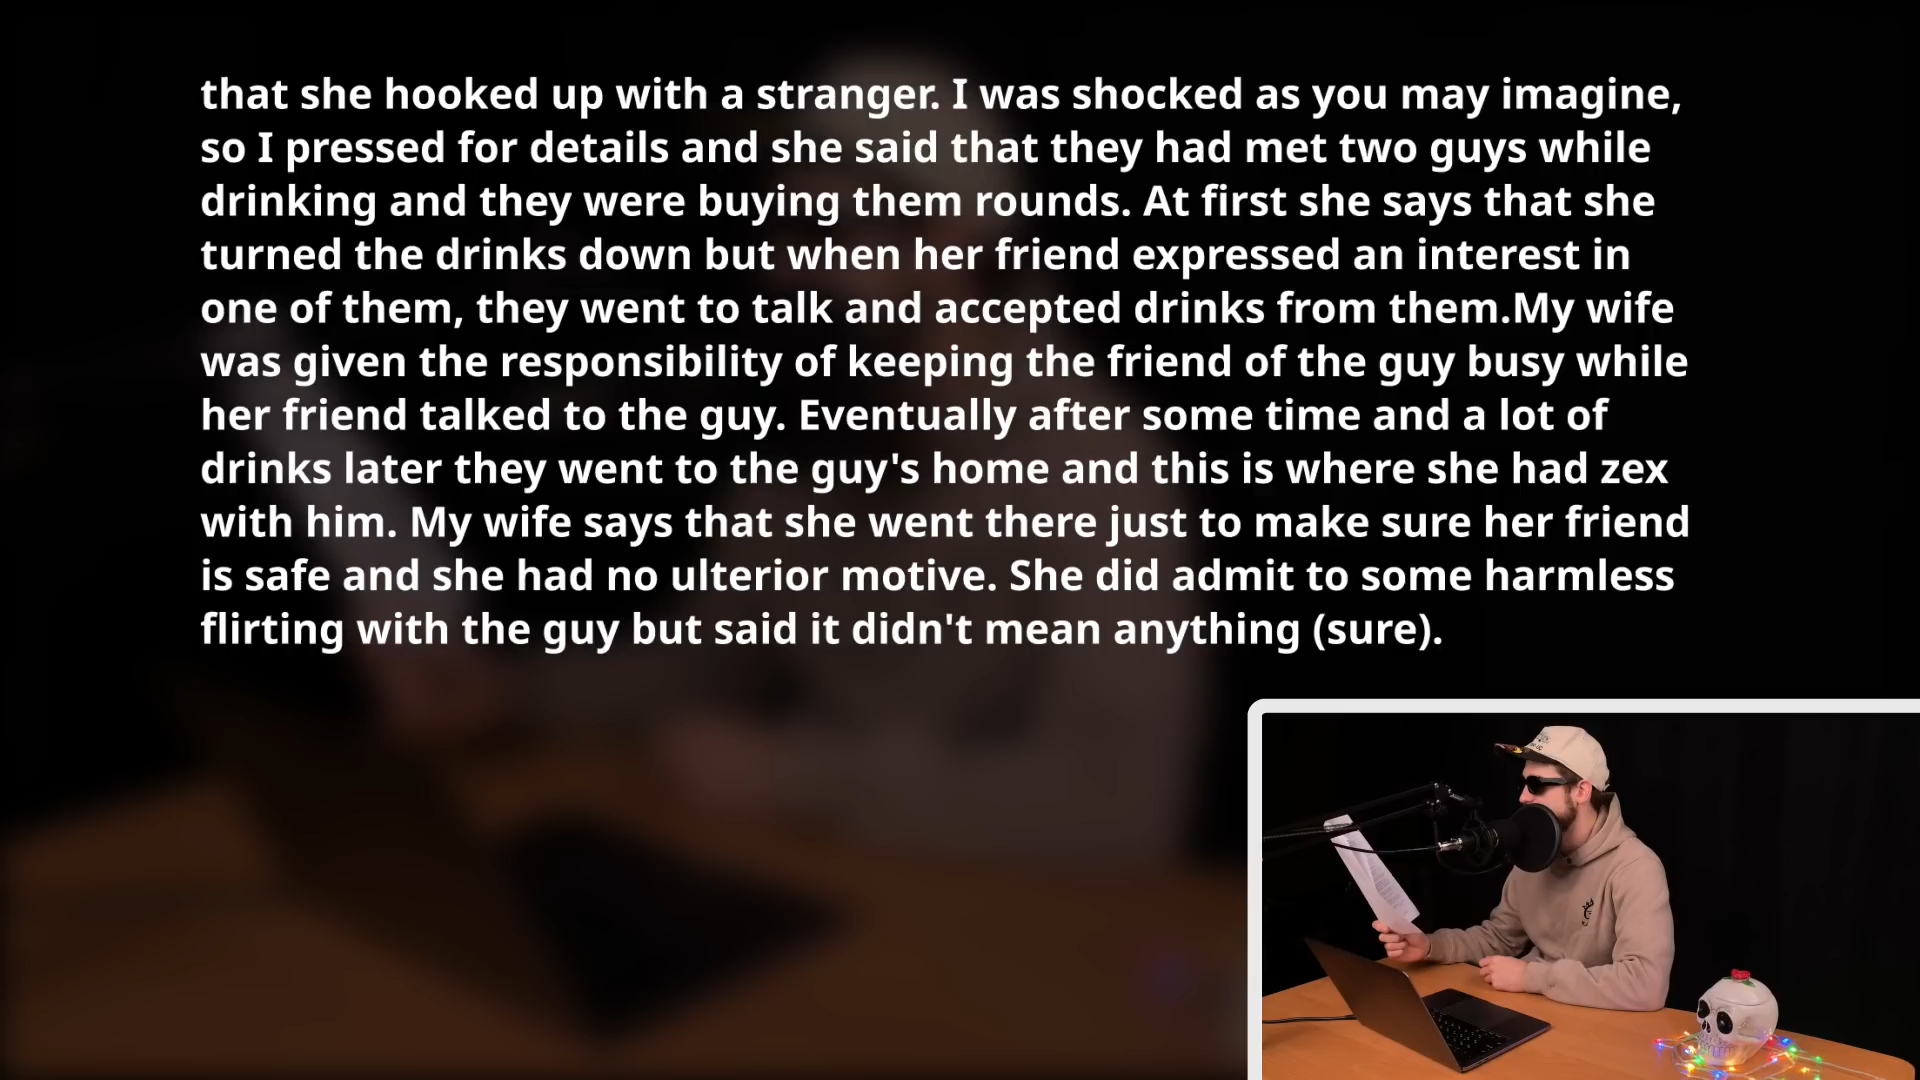 that she hooked up with a stranger. I was shocked as you may imagine,
so I pressed for details and she said that they had met two guys while
drinking and they were buying them rounds. At first she says that she
turned the drinks down but when her friend expressed an interest in
one of them, they went to talk and accepted drinks from them.My wife
was given the responsibility of keeping the friend of the guy busy while
her friend talked to the guy. Eventually after some time and a lot of
drinks later they went to the guy's home and this is where she had zex
with him. My wife says that she went there just to make sure her friend
is safe and she had no ulterior motive. She did admit to some harmless
flirting with the guy but said it didn't mean anything (sure).